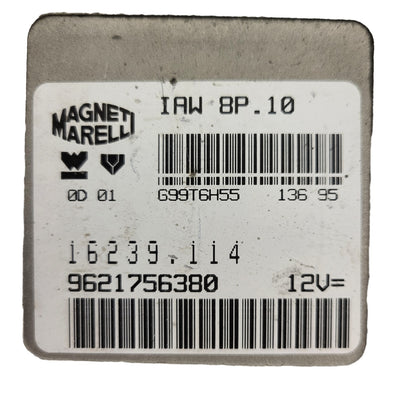 IAW 8P.10
MAGNETI
MARELLI
0D 01 G99T6H55 136 95
16239.114
9621756380 12V=